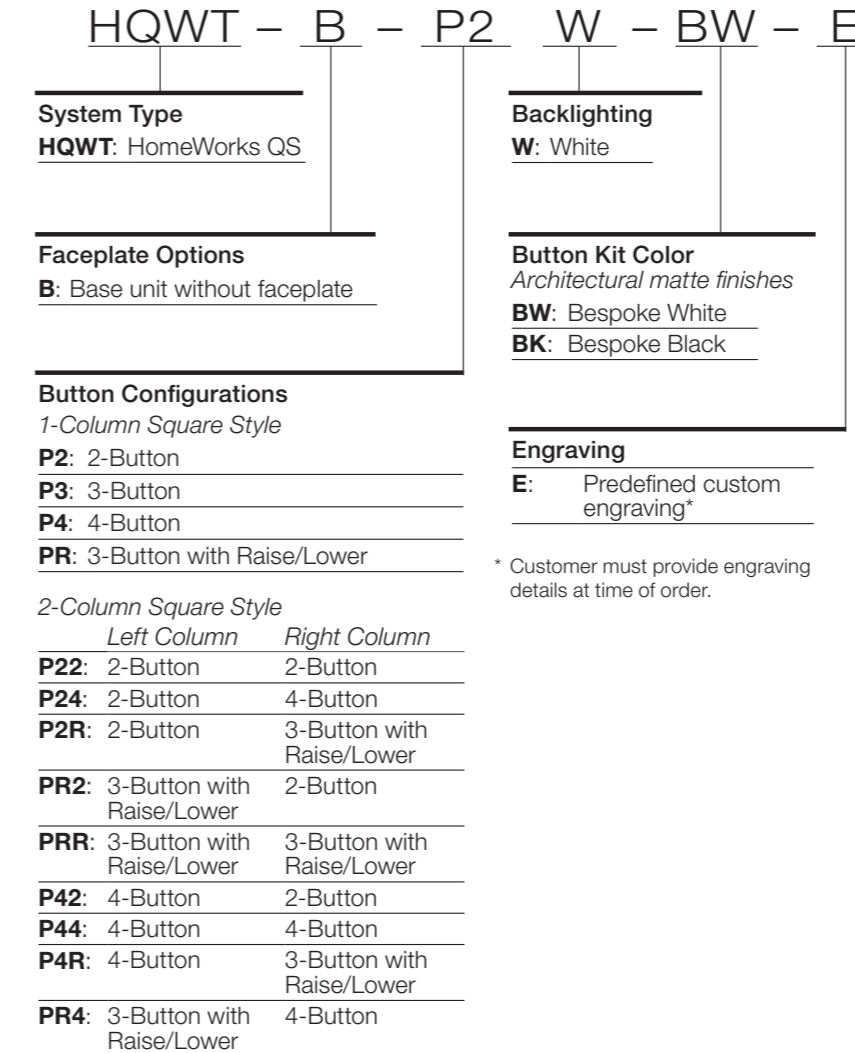 HQWT – B – P2 W – BW – E
System Type
HQWT: HomeWorks QS
Faceplate Options
B: Base unit without faceplate
Button Configurations
1-Column Square Style
P2: 2-Button
P3: 3-Button
P4: 4-Button
PR: 3-Button with Raise/Lower
2-Column Square Style
Left Column Right Column
P22: 2-Button 2-Button
P24: 2-Button 4-Button
P2R: 2-Button 3-Button with
Raise/Lower
PR2: 3-Button with 2-Button
Raise/Lower
PRR: 3-Button with 3-Button with
Raise/Lower Raise/Lower
P42: 4-Button 2-Button
P44: 4-Button 4-Button
P4R: 4-Button 3-Button with
Raise/Lower
PR4: 3-Button with 4-Button
Raise/Lower
Backlighting
W: White
Button Kit Color
Architectural matte finishes
BW: Bespoke White
BK: Bespoke Black
Engraving
E: Predefined custom
engraving*
* Customer must provide engraving
details at time of order.